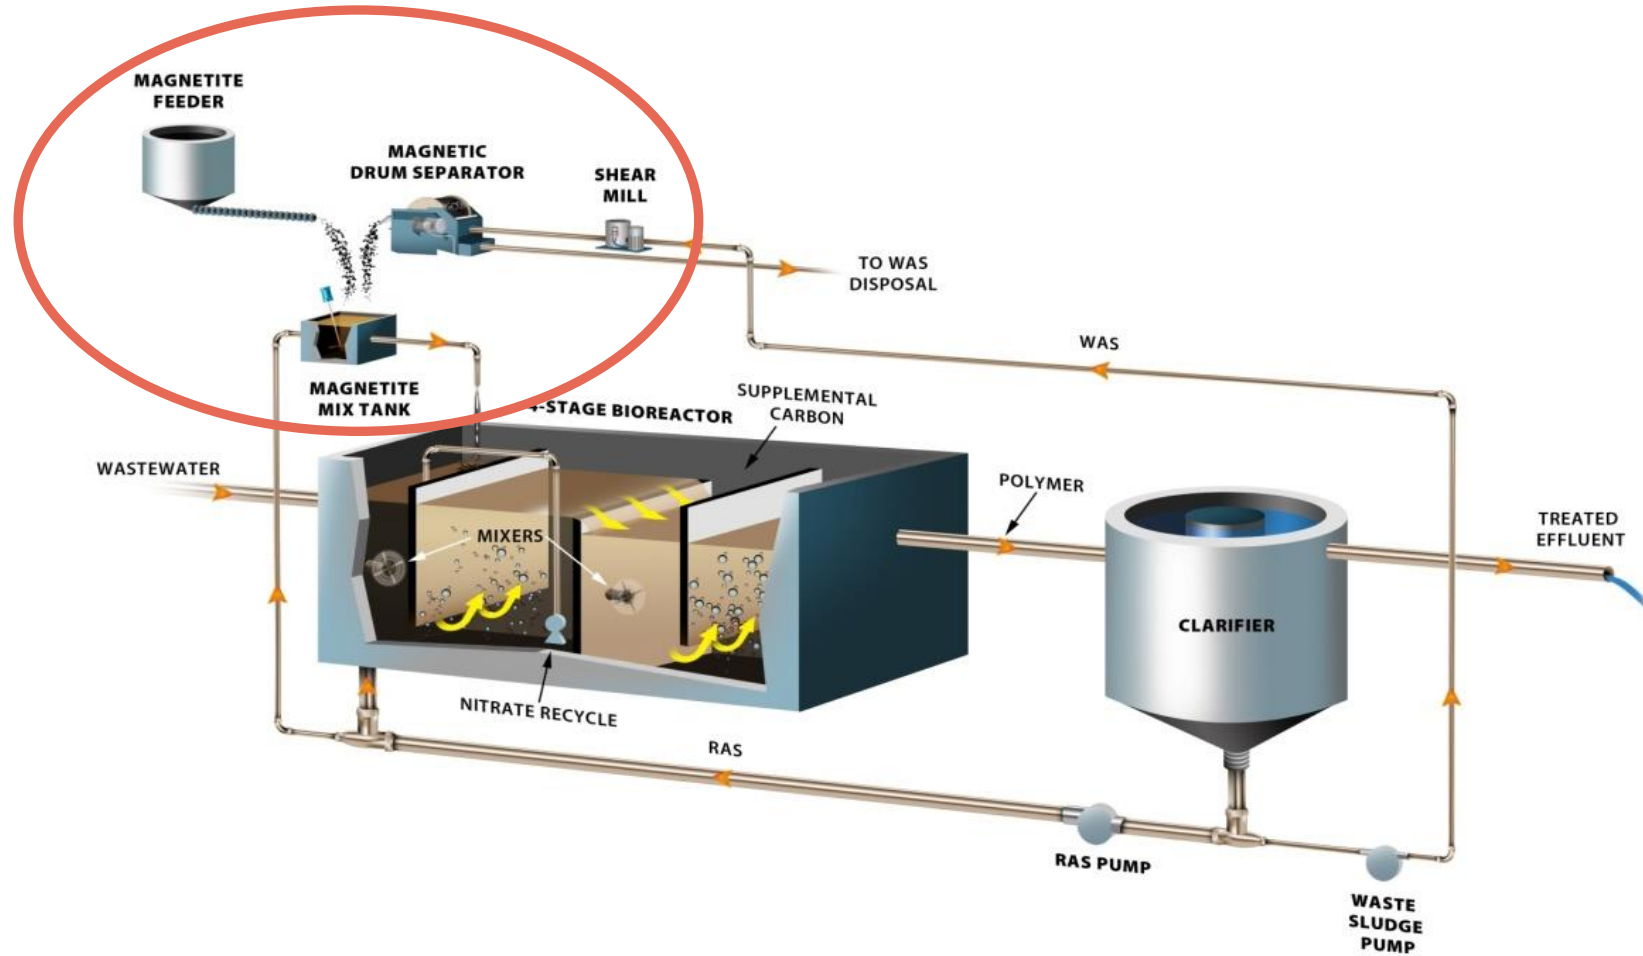 MAGNETITE
FEEDER
MAGNETIC
DRUM SEPARATOR
SHEAR
MILL
TO WAS
DISPOSAL
WAS
MAGNETITE
MIX TANK
4-STAGE BIOREACTOR
SUPPLEMENTAL
CARBON
WASTEWATER
POLYMER
TREATED
EFFLUENT
MIXERS
CLARIFIER
NITRATE RECYCLE
RAS
RAS PUMP
WASTE
SLUDGE
PUMP